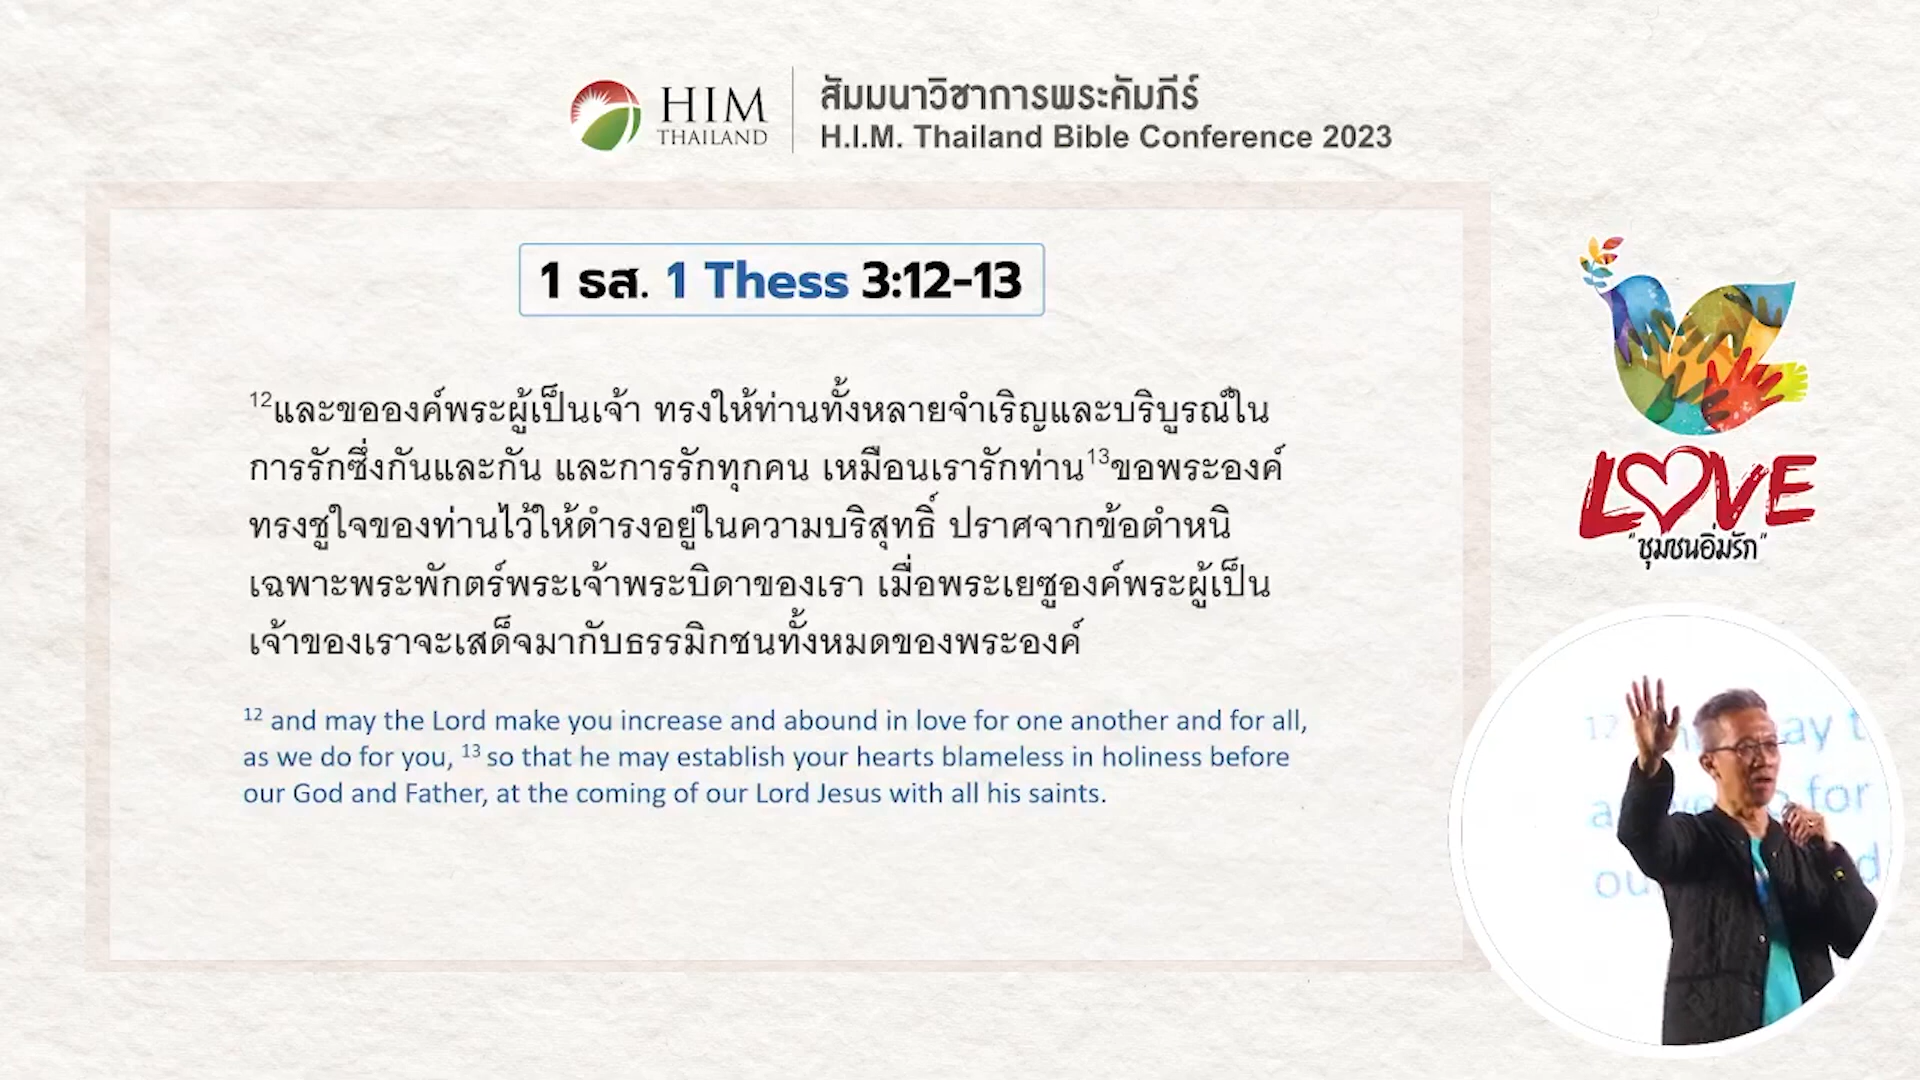 HIM
THAILAND
สัมมนาวิชาการพระคัมภีร์
H.I.M. Thailand Bible Conference 2023
1 ธส. 1 Thess 3:12-13
12และขอองค์พระผู้เป็นเจ้า ทรงให้ท่านทั้งหลายจำเริญและบริบูรณ์ใน
การรักซึ่งกันและกัน และการรักทุกคน เหมือนเรารักท่าน13ขอพระองค์
ทรงชูใจของท่านไว้ให้ดำรงอยู่ในความบริสุทธิ์ ปราศจากข้อตำหนิ
เฉพาะพระพักตร์พระเจ้าพระบิดาของเรา เมื่อพระเยซูองค์พระผู้เป็น
เจ้าของเราจะเสด็จมากับธรรมิกชนทั้งหมดของพระองค์
12 and may the Lord make you increase and abound in love for one another and for all,
as we do for you, 13 so that he may establish your hearts blameless in holiness before
our God and Father, at the coming of our Lord Jesus with all his saints.
LOVE
"ชุมชนอิ่มรัก"
12
for